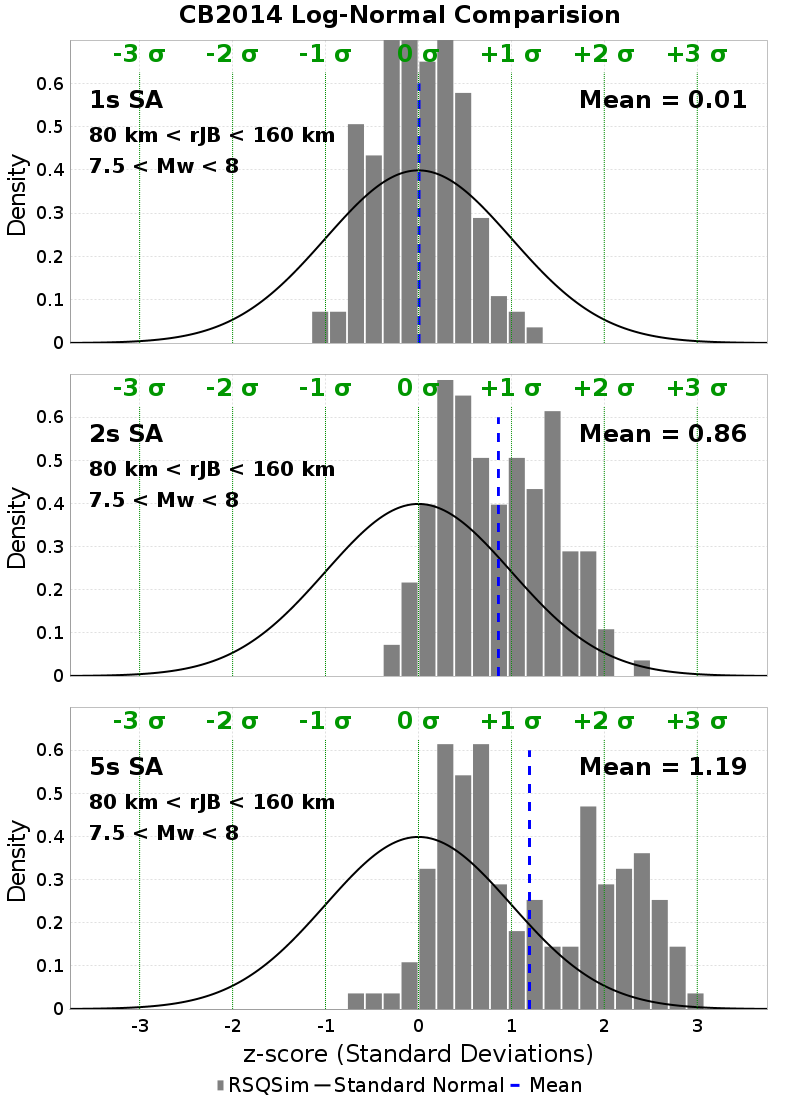 CB2014 Log-Normal Comparision
-3 σ -2 σ -1 σ 0 σ +1 σ +2 σ +3 σ
1s SA Mean = 0.01
80 km < rJB < 160 km
7.5 < Mw < 8
Density
0.6
0.5
0.4
0.3
0.2
0.1
0
-3 σ -2 σ -1 σ 0 σ +1 σ +2 σ +3 σ
2s SA Mean = 0.86
80 km < rJB < 160 km
7.5 < Mw < 8
Density
0.6
0.5
0.4
0.3
0.2
0.1
0
-3 σ -2 σ -1 σ 0 σ +1 σ +2 σ +3 σ
5s SA Mean = 1.19
80 km < rJB < 160 km
7.5 < Mw < 8
Density
0.6
0.5
0.4
0.3
0.2
0.1
0
-3 -2 -1 0 1 2 3
z-score (Standard Deviations)
RSQSim Standard Normal Mean